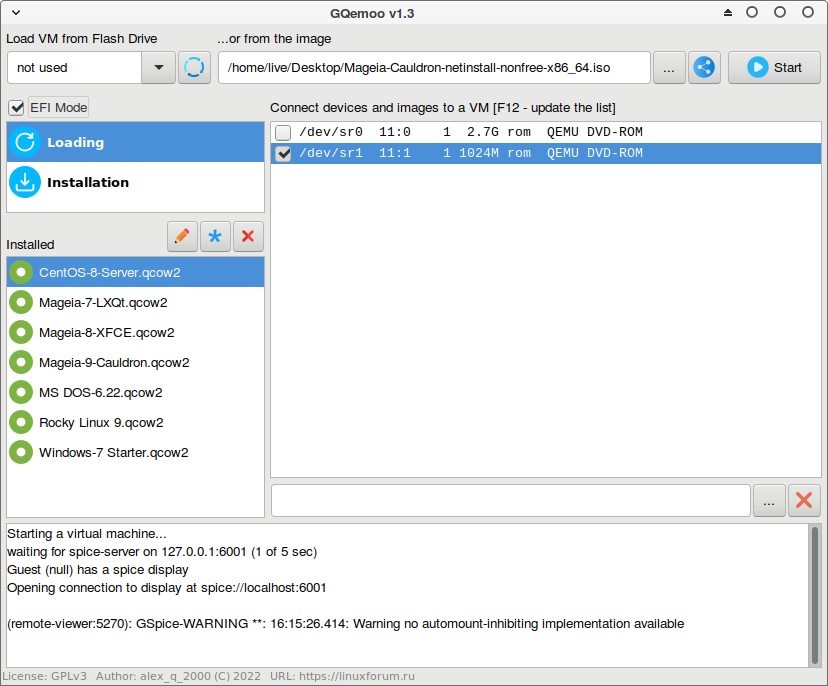 GQemoo v1.3
Load VM from Flash Drive
...or from the image
not used
/home/live/Desktop/Mageia-Cauldron-netinstall-nonfree-x86_64.iso
...
Start
EFI Mode
Connect devices and images to a VM [F12 - update the list]
Loading
Installation
/dev/sr0  11:0    1  2.7G rom  QEMU DVD-ROM
/dev/sr1  11:1    1 1024M rom  QEMU DVD-ROM
Installed
CentOS-8-Server.qcow2
Mageia-7-LXQt.qcow2
Mageia-8-XFCE.qcow2
Mageia-9-Cauldron.qcow2
MS DOS-6.22.qcow2
Rocky Linux 9.qcow2
Windows-7 Starter.qcow2
...
Starting a virtual machine...
waiting for spice-server on 127.0.0.1:6001 (1 of 5 sec)
Guest (null) has a spice display
Opening connection to display at spice://localhost:6001
(remote-viewer:5270): GSpice-WARNING **: 16:15:26.414: Warning no automount-inhibiting implementation available
License: GPLv3  Author: alex_q_2000 (C) 2022  URL: https://linuxforum.ru